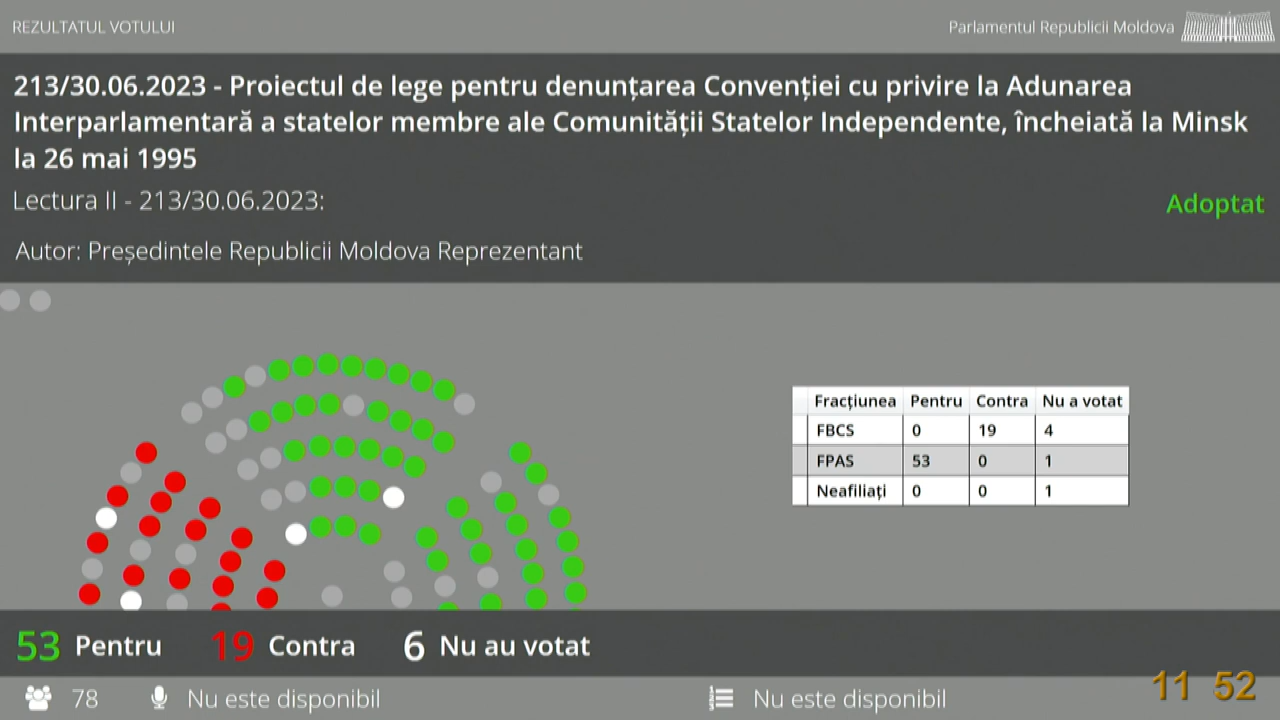 REZULTATUL VOTULUI
Parlamentul Republicii Moldova
213/30.06.2023 - Proiectul de lege pentru denunțarea Convenției cu privire la Adunarea
Interparlamentară a statelor membre ale Comunității Statelor Independente, încheiată la Minsk
la 26 mai 1995
Lectura II - 213/30.06.2023:
Adoptat
Autor: Președintele Republicii Moldova Reprezentant
Fracțiunea Pentru Contra Nu a votat
FBCS 0 19 4
FPAS 53 0 1
Neafiliați 0 0 1
53 Pentru 19 Contra 6 Nu au votat
78 Nu este disponibil Nu este disponibil
11 52